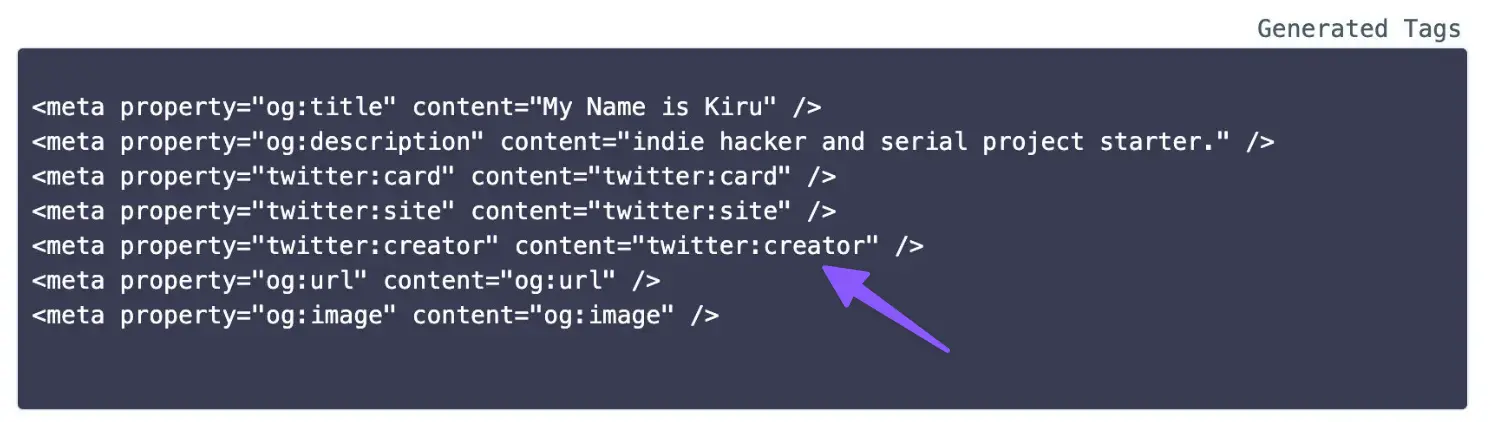 Generated Tags
<meta property="og:title" content="My Name is Kiru" />
<meta property="og:description" content="indie hacker and serial project starter." />
<meta property="twitter:card" content="twitter:card" />
<meta property="twitter:site" content="twitter:site" />
<meta property="twitter:creator" content="twitter:creator" />
<meta property="og:url" content="og:url" />
<meta property="og:image" content="og:image" />